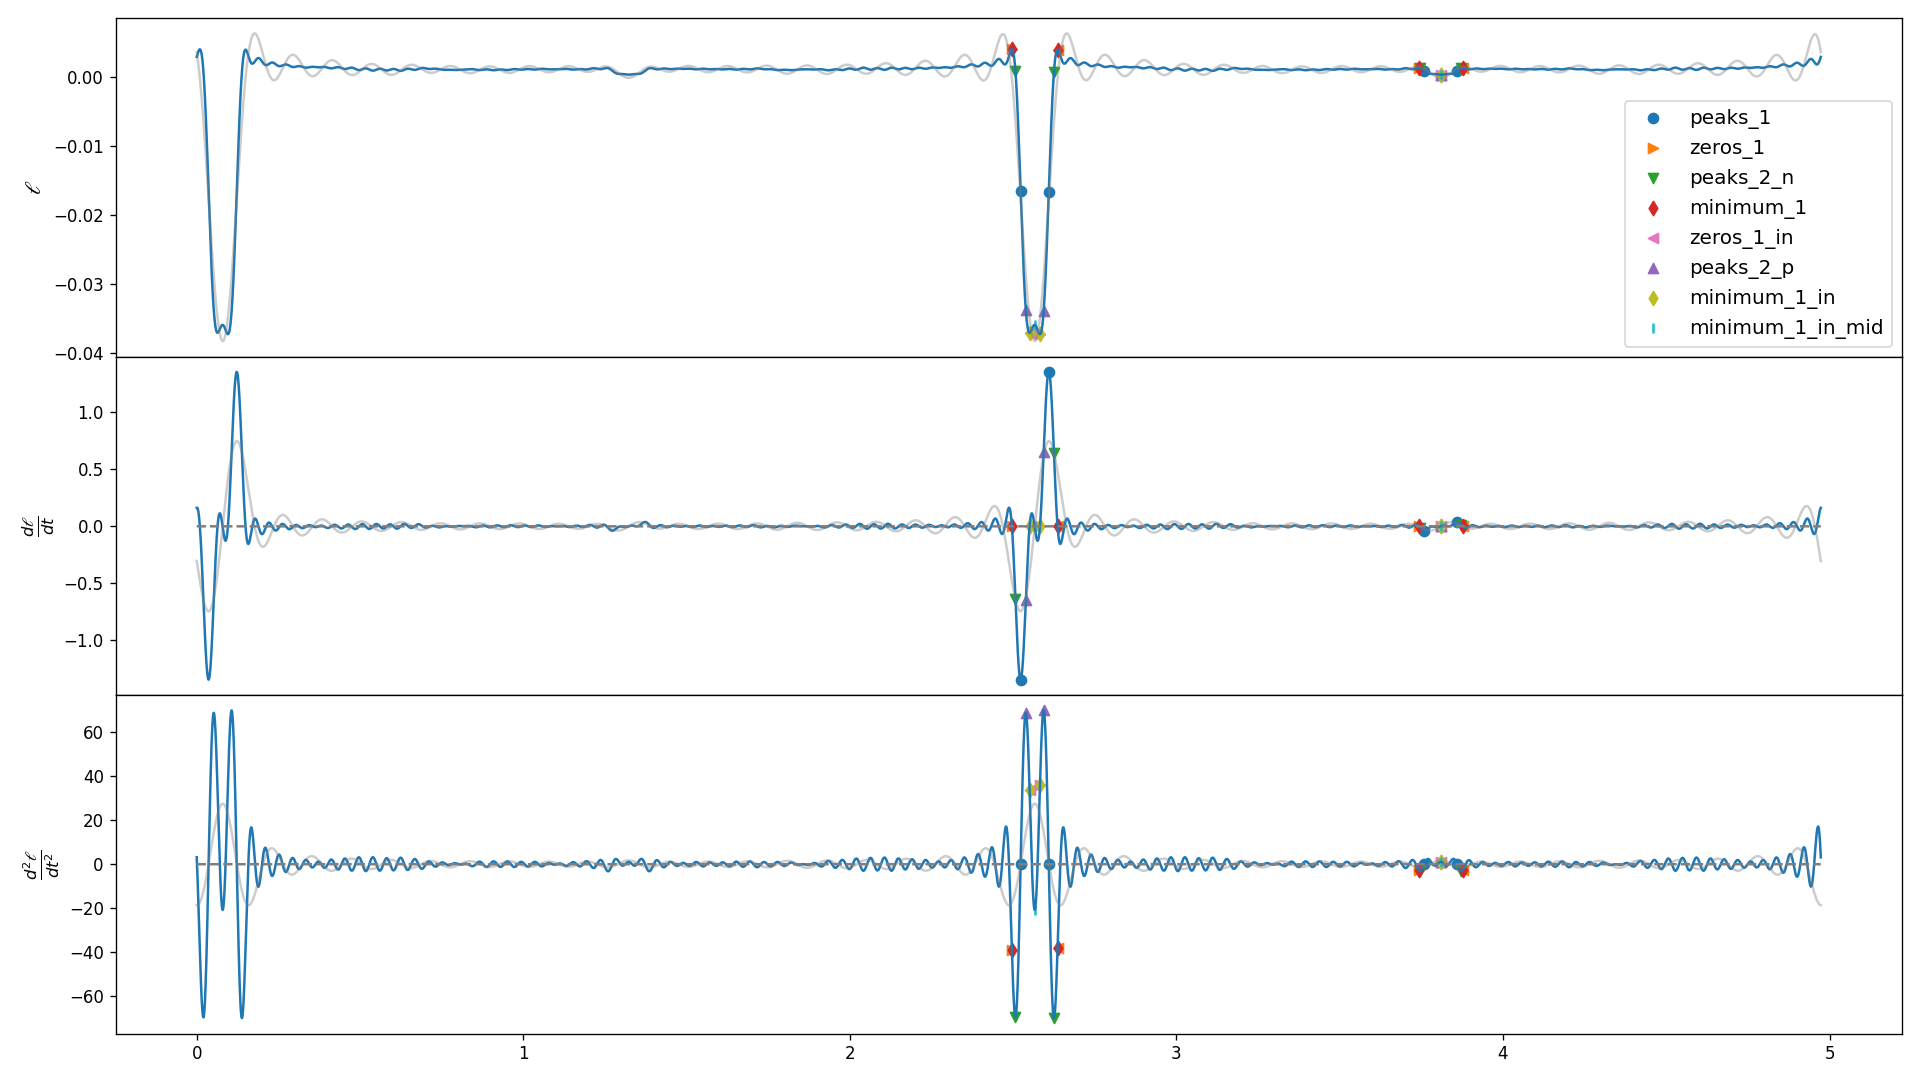 0.00
−0.01
−0.02
−0.03
−0.04
ℓ
peaks_1
zeros_1
peaks_2_n
minimum_1
zeros_1_in
peaks_2_p
minimum_1_in
minimum_1_in_mid
1.0
0.5
0.0
−0.5
−1.0
dℓ/dt
60
40
20
0
−20
−40
−60
d²ℓ/dt²
0 1 2 3 4 5